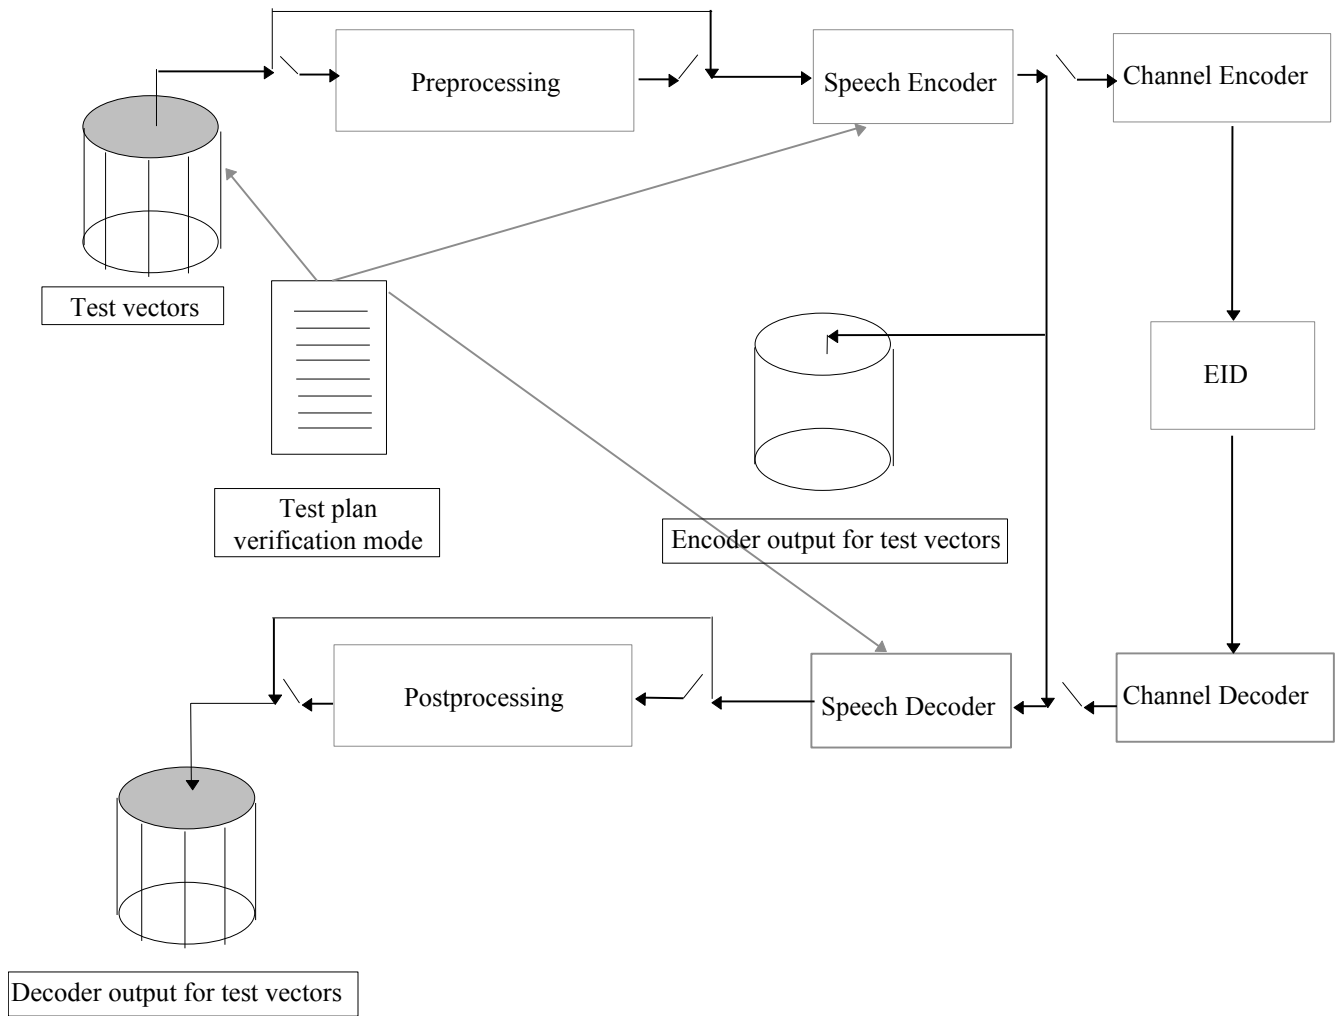 Preprocessing
Speech Encoder
Channel Encoder
Test vectors
EID
Test plan
verification mode
Encoder output for test vectors
Postprocessing
Speech Decoder
Channel Decoder
Decoder output for test vectors